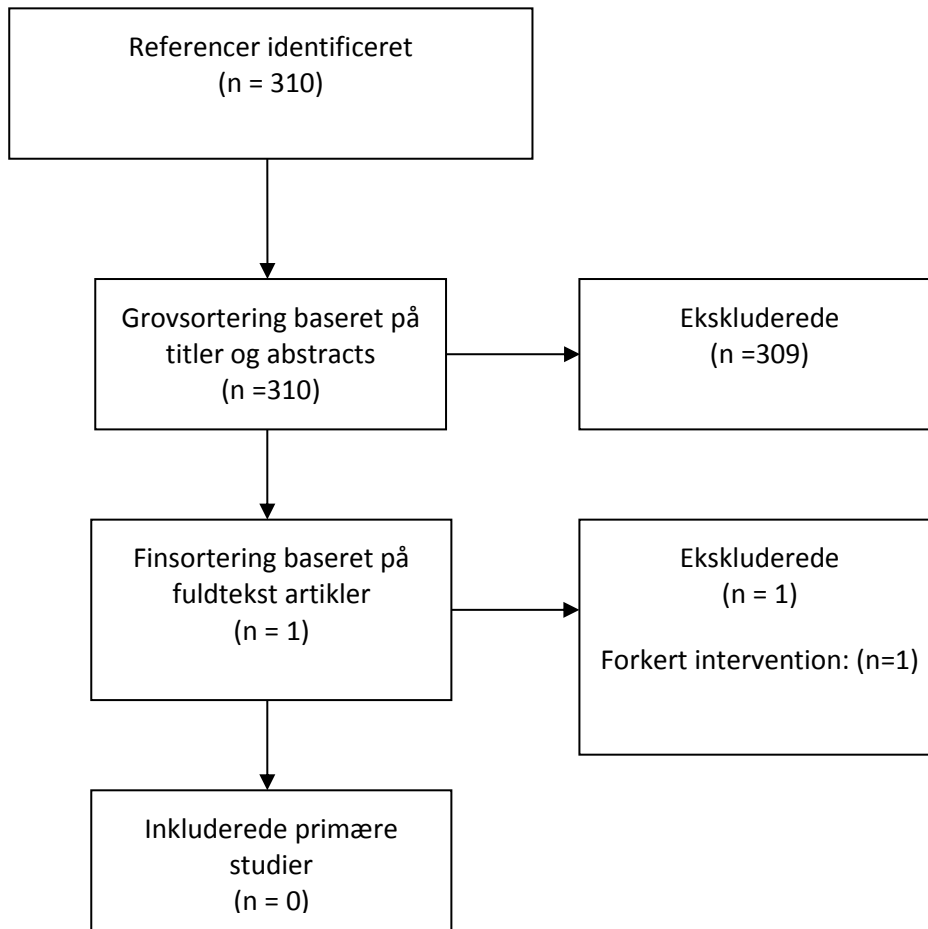 Referencer identificeret
(n = 310)
Grovsortering baseret på
titler og abstracts
(n =310)
Ekskluderede
(n =309)
Finsortering baseret på
fuldtekst artikler
(n = 1)
Ekskluderede
(n = 1)
Forkert intervention: (n=1)
Inkluderede primære
studier
(n = 0)